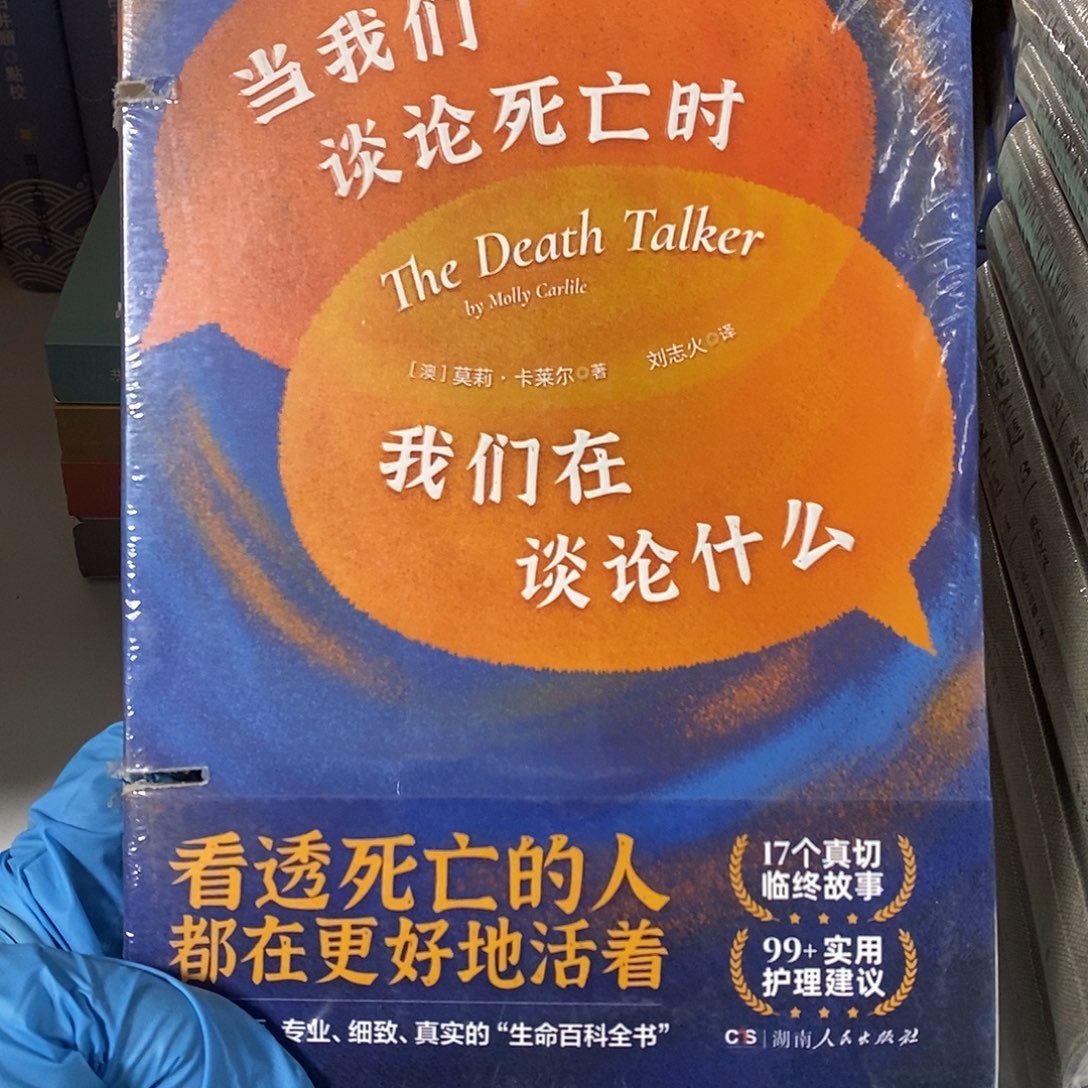 当我们
谈论死亡时
The Death Talker
by Molly Carlile
[澳]莫莉·卡莱尔 著 刘志火 译
我们在
谈论什么
看透死亡的人
都在更好地活着
17个真切
临终故事
99+实用
护理建议
专业、细致、真实的“生命百科全书”
CTS 湖南人民出版社
點校